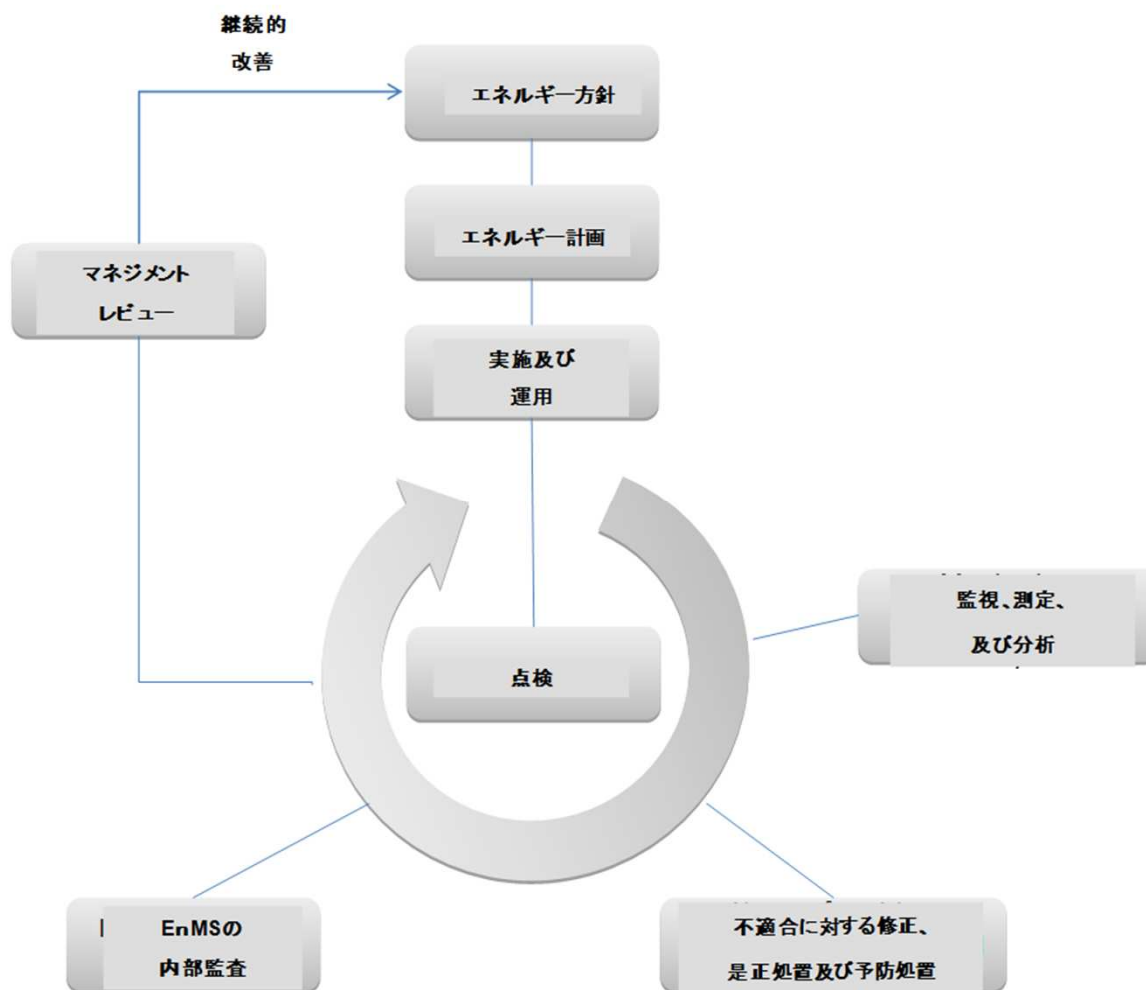 継続的
改善
エネルギー方針
エネルギー計画
マネジメント
レビュー
実施及び
運用
監視、測定、
及び分析
点検
EnMSの
内部監査
不適合に対する修正、
是正処置及び予防処置